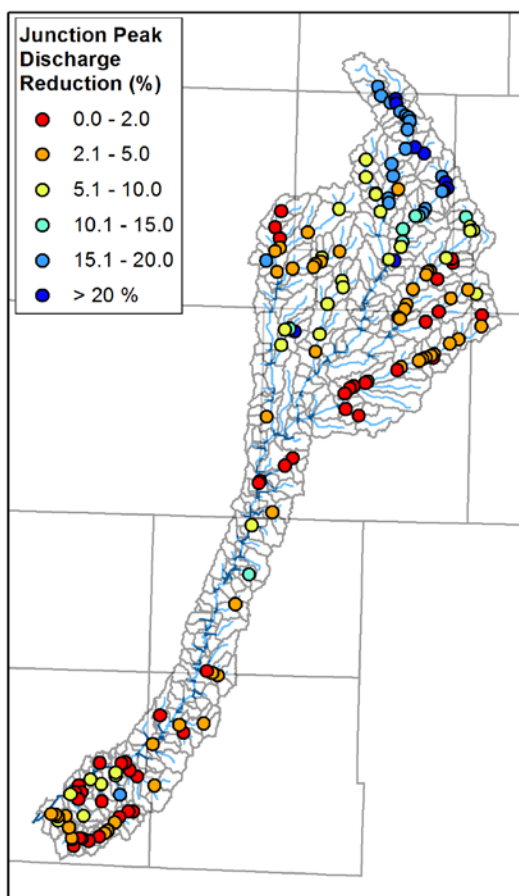 Junction Peak
Discharge
Reduction (%)
0.0 - 2.0
2.1 - 5.0
5.1 - 10.0
10.1 - 15.0
15.1 - 20.0
> 20 %